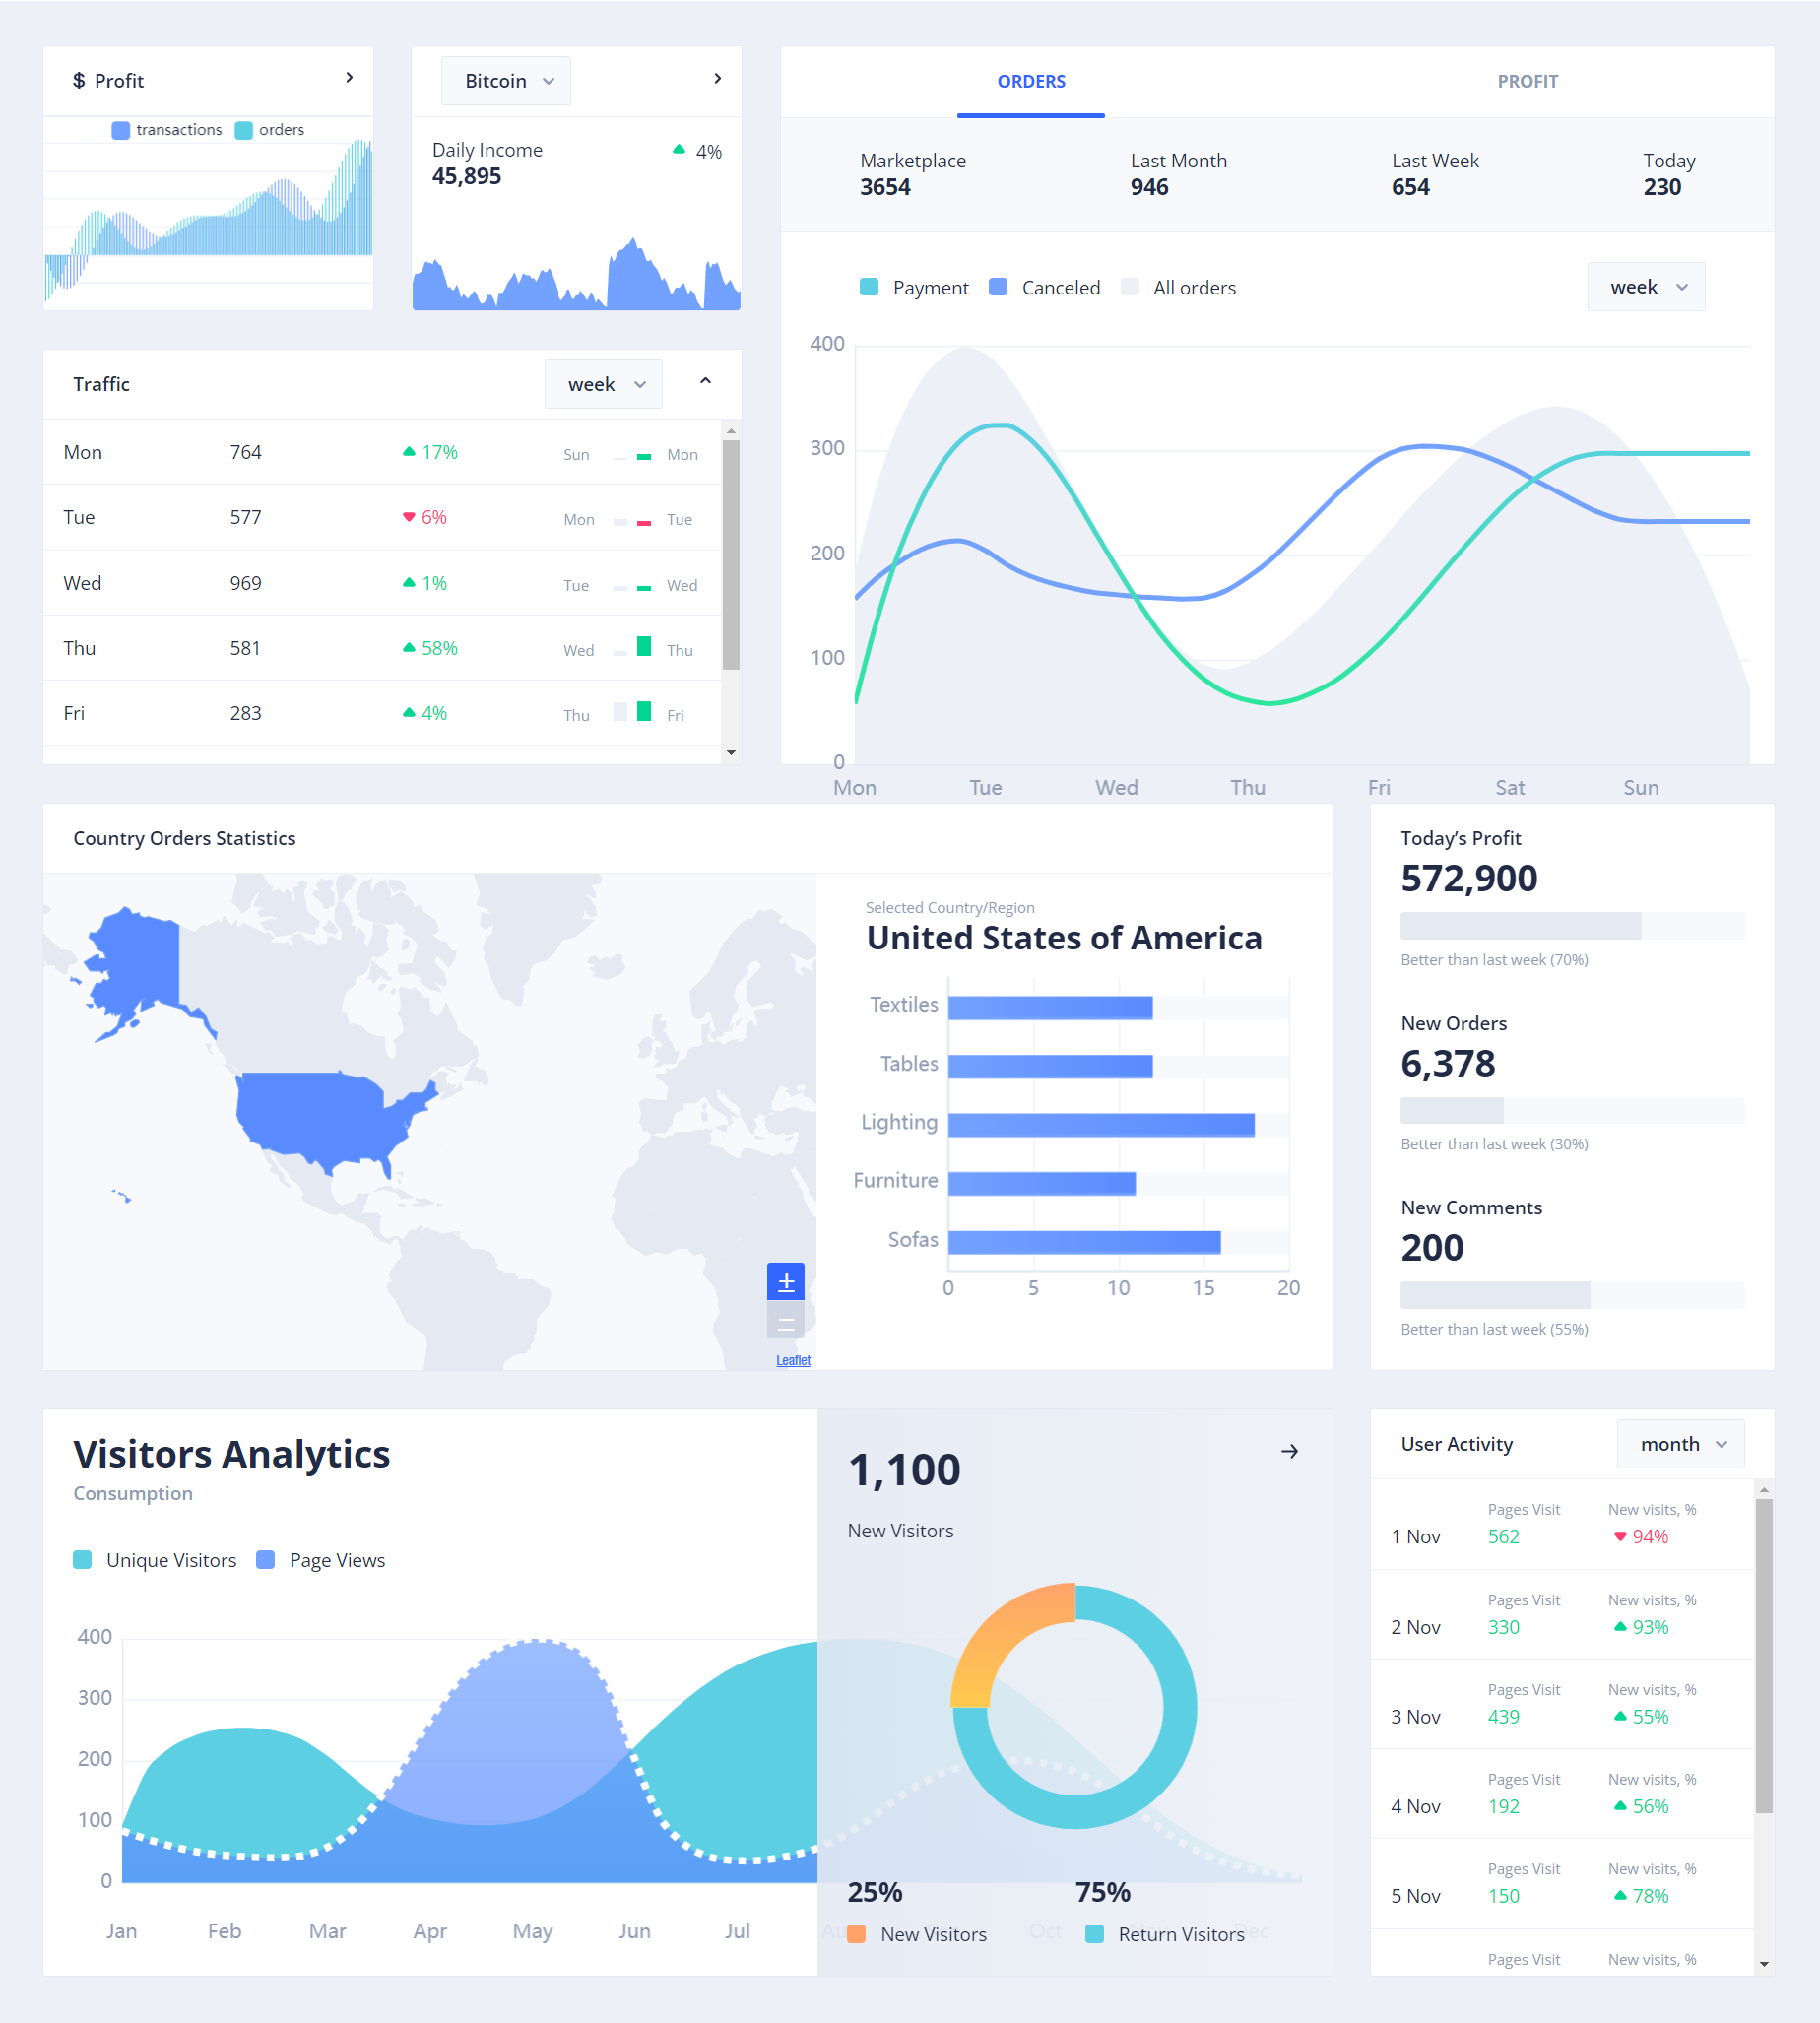 $ Profit
transactions orders
Bitcoin
Daily Income
45,895
4%
ORDERS PROFIT
Marketplace Last Month Last Week Today
3654 946 654 230
Payment Canceled All orders
week
400
300
200
100
0
Mon Tue Wed Thu Fri Sat Sun
Traffic week
Mon 764 17% Sun Mon
Tue 577 6% Mon Tue
Wed 969 1% Tue Wed
Thu 581 58% Wed Thu
Fri 283 4% Thu Fri
Country Orders Statistics
Leaflet
Selected Country/Region
United States of America
Textiles
Tables
Lighting
Furniture
Sofas
0 5 10 15 20
Today's Profit
572,900
Better than last week (70%)
New Orders
6,378
Better than last week (30%)
New Comments
200
Better than last week (55%)
Visitors Analytics
Consumption
Unique Visitors Page Views
400
300
200
100
0
Jan Feb Mar Apr May Jun Jul
Oct
1,100
New Visitors
25% 75%
New Visitors Return Visitors
User Activity month
Pages Visit New visits, %
1 Nov 562 94%
Pages Visit New visits, %
2 Nov 330 93%
Pages Visit New visits, %
3 Nov 439 55%
Pages Visit New visits, %
4 Nov 192 56%
Pages Visit New visits, %
5 Nov 150 78%
Pages Visit New visits, %